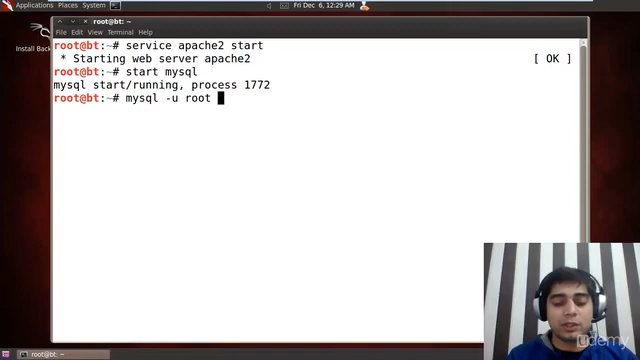 Applications Places System
Fri Dec 6, 12:29 AM
root@bt: ~
File Edit View Terminal Help
Install Back
root@bt:~# service apache2 start
 * Starting web server apache2 [ OK ]
root@bt:~# start mysql
mysql start/running, process 1772
root@bt:~# mysql -u root
udemy
root@bt: ~